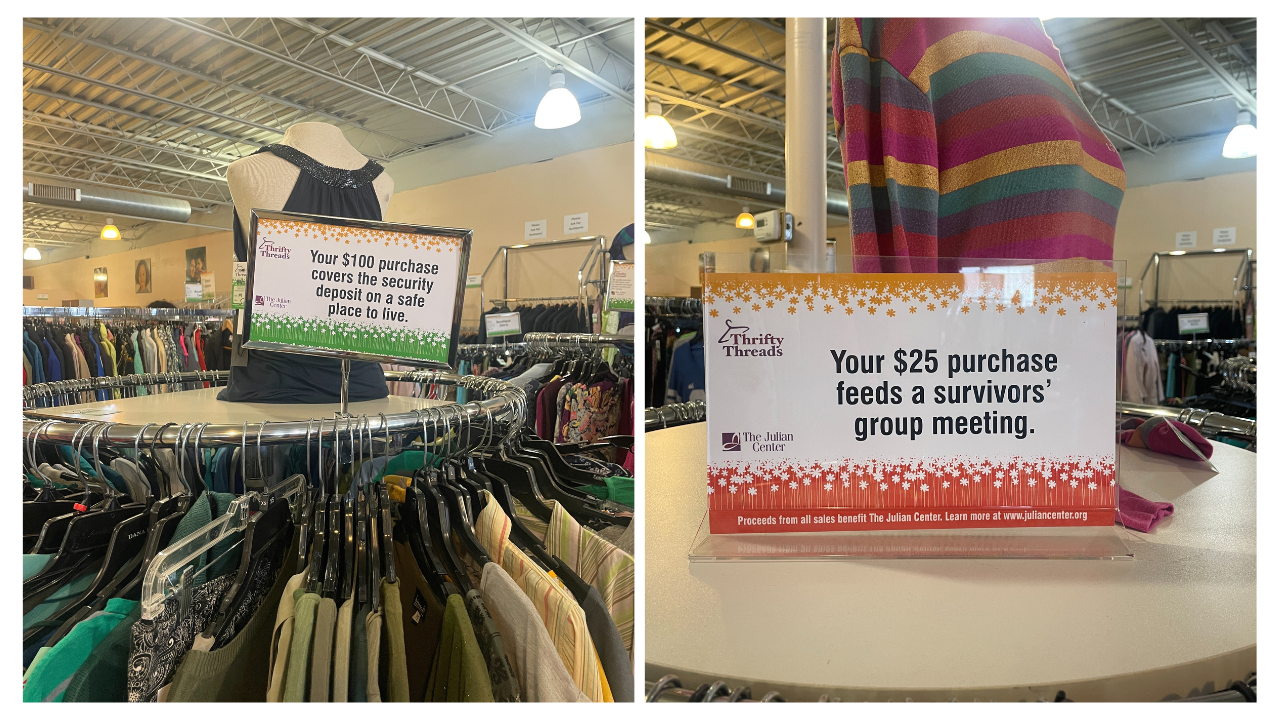 Thrifty
Threads
Your $100 purchase
covers the security
deposit on a safe
place to live.
The Julian
Center
DANA
Thrifty
Threads
Your $25 purchase
feeds a survivors’
group meeting.
The Julian
Center
Proceeds from all sales benefit The Julian Center. Learn more at www.juliancenter.org